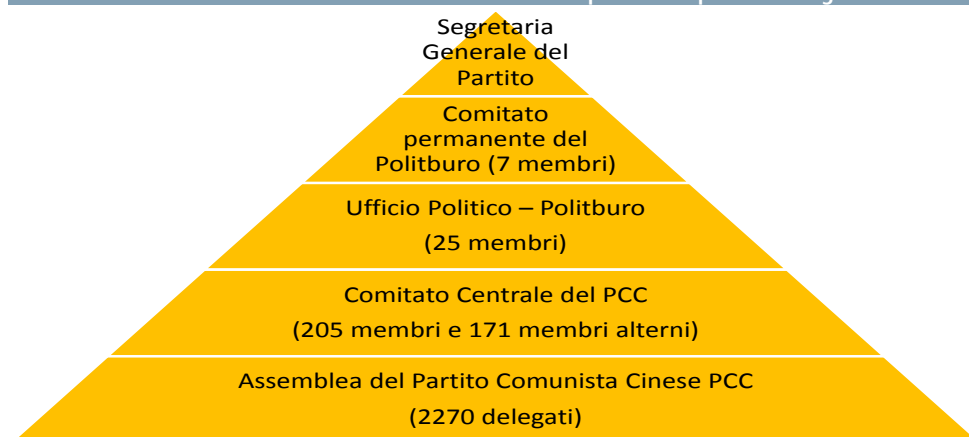 Segretaria
Generale del
Partito
Comitato
permanente del
Politburo (7 membri)
Ufficio Politico – Politburo
(25 membri)
Comitato Centrale del PCC
(205 membri e 171 membri alterni)
Assemblea del Partito Comunista Cinese PCC
(2270 delegati)